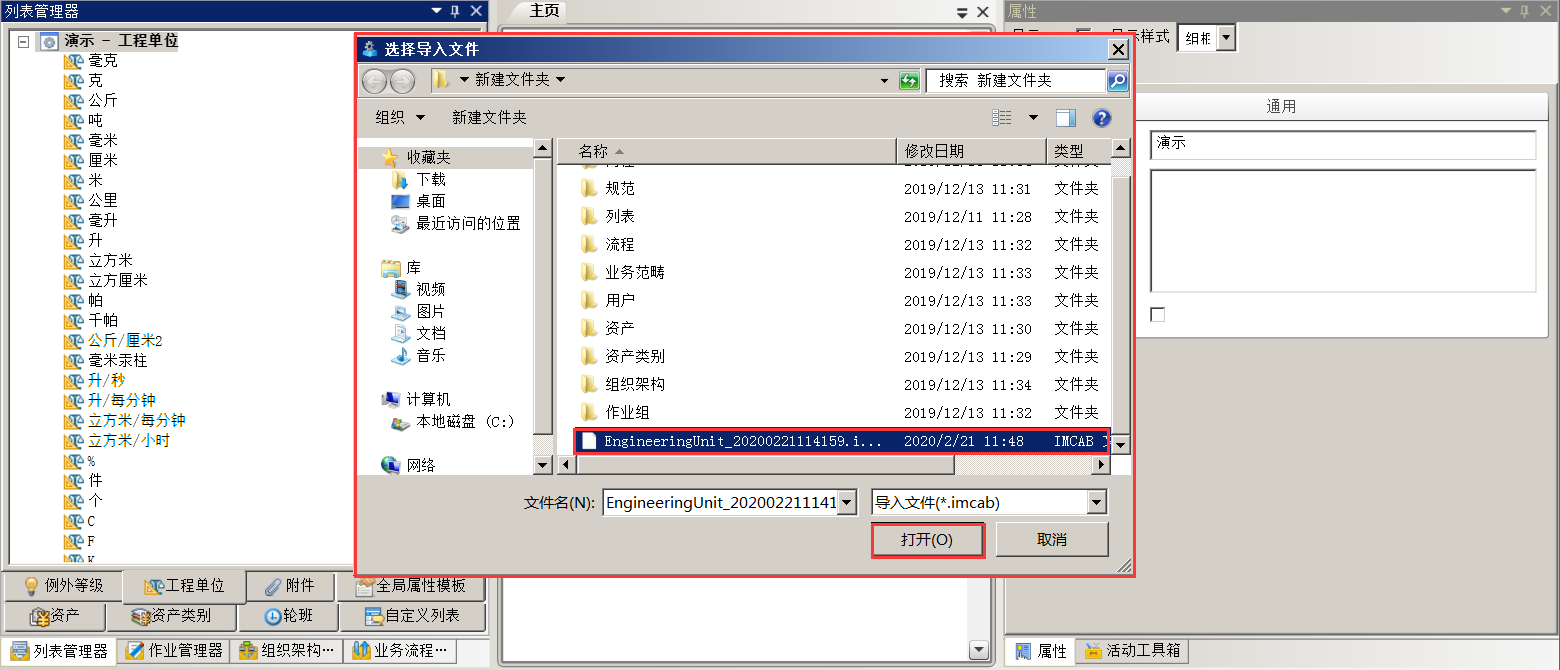 列表管理器
演示 - 工程单位
毫克
克
公斤
吨
毫米
厘米
米
公里
毫升
升
立方米
立方厘米
帕
千帕
公斤/厘米2
毫米汞柱
升/秒
升/每分钟
立方米/每分钟
立方米/小时
%
件
个
C
F
K
例外等级 工程单位 附件 全局属性模板
资产 资产类别 轮班 自定义列表
列表管理器 作业管理器 组织架构… 业务流程…
主页
选择导入文件
新建文件夹
搜索 新建文件夹
组织 新建文件夹
收藏夹
下载
桌面
最近访问的位置
库
视频
图片
文档
音乐
计算机
本地磁盘 (C:)
网络
名称 修改日期 类型
规范 2019/12/13 11:31 文件夹
列表 2019/12/11 11:28 文件夹
流程 2019/12/13 11:32 文件夹
业务范畴 2019/12/13 11:33 文件夹
用户 2019/12/13 11:33 文件夹
资产 2019/12/13 11:30 文件夹
资产类别 2019/12/13 11:29 文件夹
组织架构 2019/12/13 11:34 文件夹
作业组 2019/12/13 11:32 文件夹
EngineeringUnit_20200221114159.i... 2020/2/21 11:48 IMCAB
文件名(N): EngineeringUnit_202002211141 导入文件(*.imcab)
打开(O) 取消
属性
示样式
通用
演示
属性 活动工具箱